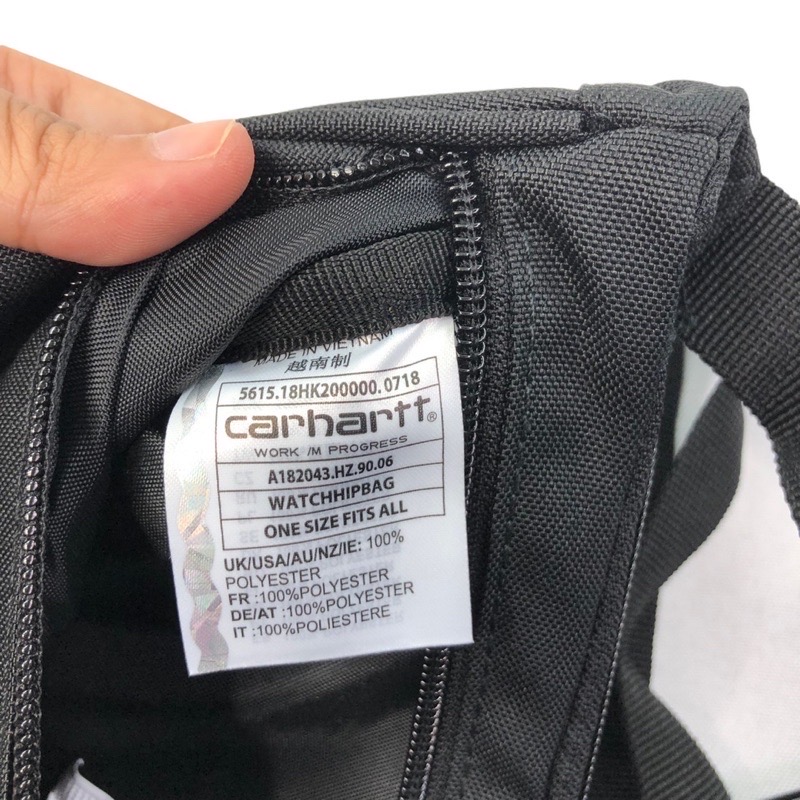 MADE IN VIETNAM
越南制
5615.18HK200000.0718
carhartt®
WORK IN PROGRESS
A182043.HZ.90.06
WATCHHIPBAG
ONE SIZE FITS ALL
UK/USA/AU/NZ/IE: 100%
POLYESTER
FR :100%POLYESTER
DE/AT :100%POLYESTER
IT :100%POLIESTERE